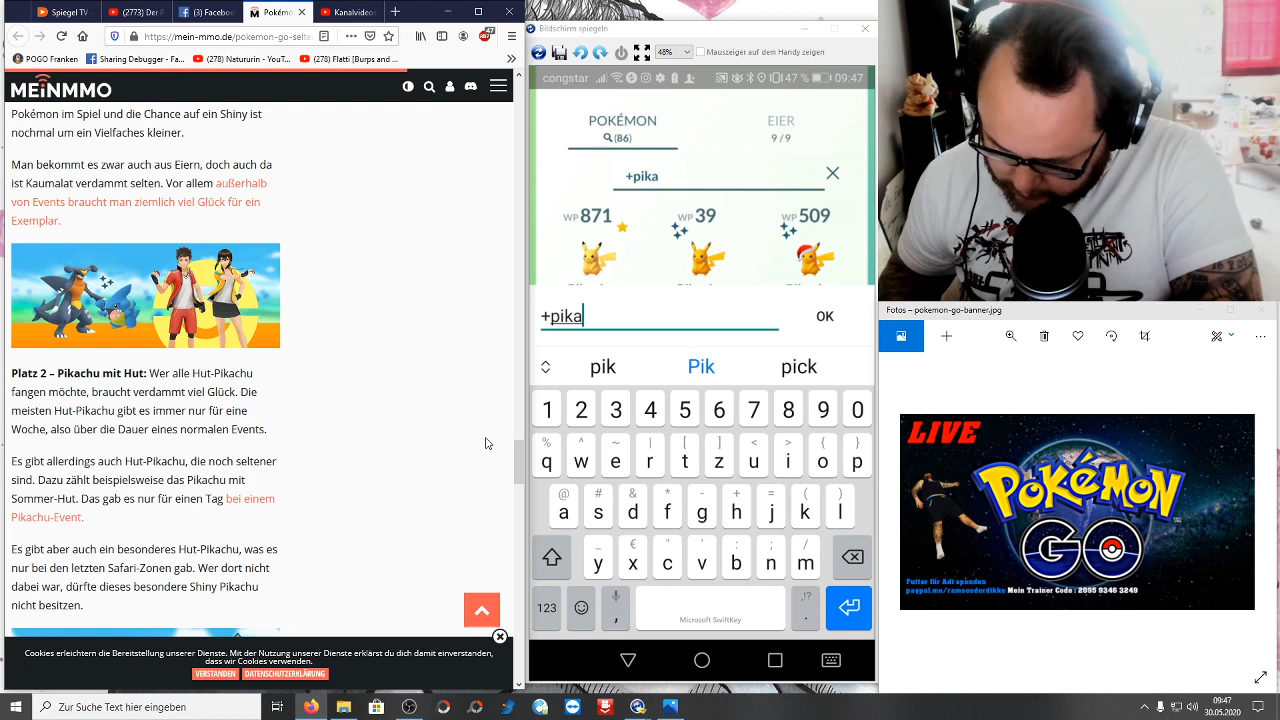 Spiegel TV
(2773) Der R
(3) Faceboo
Pokémo
Kanalvideos
https://mein-mmo.de/pokemon-go-selte
47
POGO Franken
Sharing Debugger - Fa...
(278) Natururin - YouT...
(278) Flatti [Burps and ...
MEINMMO
Pokémon im Spiel und die Chance auf ein Shiny ist
nochmal um ein Vielfaches kleiner.
Man bekommt es zwar auch aus Eiern, doch auch da
ist Kaumalat verdammt selten. Vor allem außerhalb
von Events braucht man ziemlich viel Glück für ein
Exemplar.
Platz 2 – Pikachu mit Hut: Wer alle Hut-Pikachu
fangen möchte, braucht verdammt viel Glück. Die
meisten Hut-Pikachu gibt es immer nur für eine
Woche, also über die Dauer eines normalen Events.
Es gibt allerdings auch Hut-Pikachu, die noch seltener
sind. Dazu zählt beispielsweise das Pikachu mit
Sommer-Hut. Das gab es nur für einen Tag bei einem
Pikachu-Event.
Es gibt aber auch ein besonderes Hut-Pikachu, was es
nur bei den letzten Safari-Zonen gab. Wer dort nicht
dabei war, dürfte dieses besondere Shiny Pikachu
nicht besitzen.
Cookies erleichtern die Bereitstellung unserer Dienste. Mit der Nutzung unserer Dienste erklärst du dich damit einverstanden,
dass wir Cookies verwenden.
VERSTANDEN DATENSCHUTZERKLÄRUNG
Bildschirm spiegeln
48%
Mauszeiger auf dem Handy zeigen
congstar
47 %
09:47
POKÉMON
(86)
EIER
9 / 9
+pika
WP 871
WP 39
WP 509
+pika
OK
pik
Pik
pick
1 2 3 4 5 6 7 8 9 0
% ^ ~ | [ ] < > { }
q w e r t z u i o p
@ # & * - + = ( )
a s d f g h j k l
_ € " ' : ; /
y x c v b n m
123
,
Microsoft SwiftKey
,!?
.
Fotos – pokemon-go-banner.jpg
LIVE
POKÉMON
GO
Futter für Adi spenden
paypal.me/ramsesderdikke Mein Trainer Code : 2095 9346 3249
Zur Suche Text hier eingeben
09:47
30.05.2020